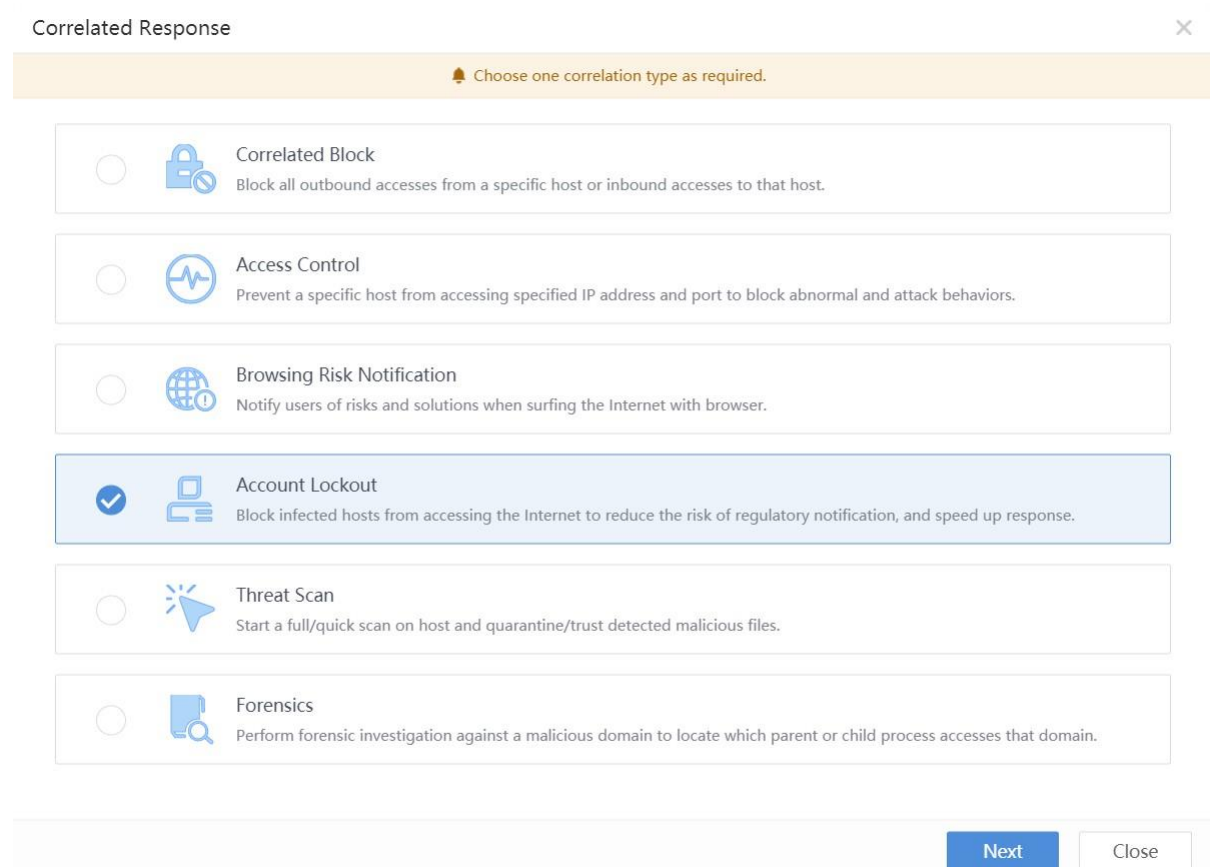 Correlated Response
Choose one correlation type as required.
Correlated Block
Block all outbound accesses from a specific host or inbound accesses to that host.
Access Control
Prevent a specific host from accessing specified IP address and port to block abnormal and attack behaviors.
Browsing Risk Notification
Notify users of risks and solutions when surfing the Internet with browser.
Account Lockout
Block infected hosts from accessing the Internet to reduce the risk of regulatory notification, and speed up response.
Threat Scan
Start a full/quick scan on host and quarantine/trust detected malicious files.
Forensics
Perform forensic investigation against a malicious domain to locate which parent or child process accesses that domain.
Next Close